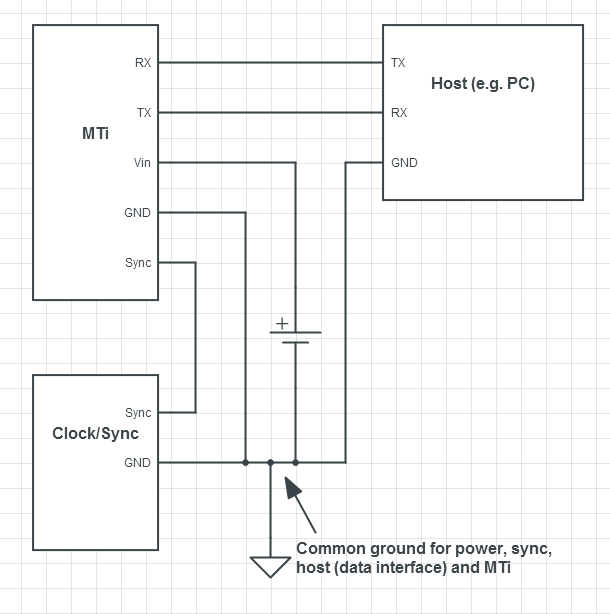 RX
TX
MTi
Vin
GND
Sync
TX
Host (e.g. PC)
RX
GND
+
Sync
Clock/Sync
GND
Common ground for power, sync,
host (data interface) and MTi